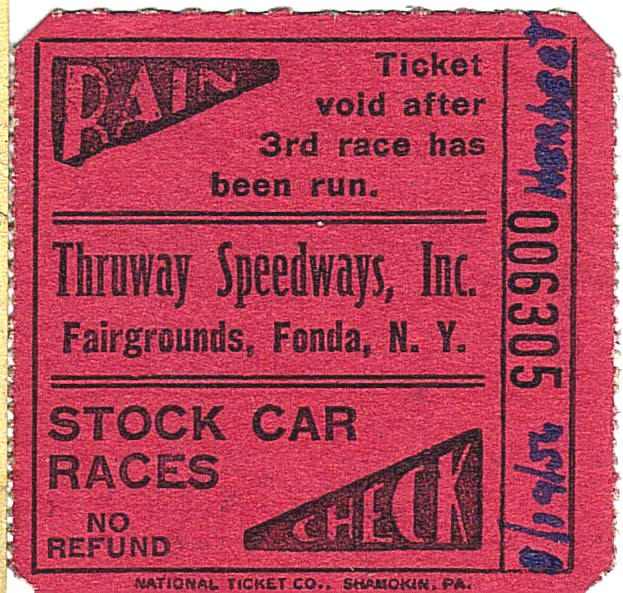 RAIN
Ticket
void after
3rd race has
been run.
Thruway Speedways, Inc.
Fairgrounds, Fonda, N. Y.
STOCK CAR
RACES
NO
REFUND
CHECK
NATIONAL TICKET CO., SHAMOKIN, PA.
006305